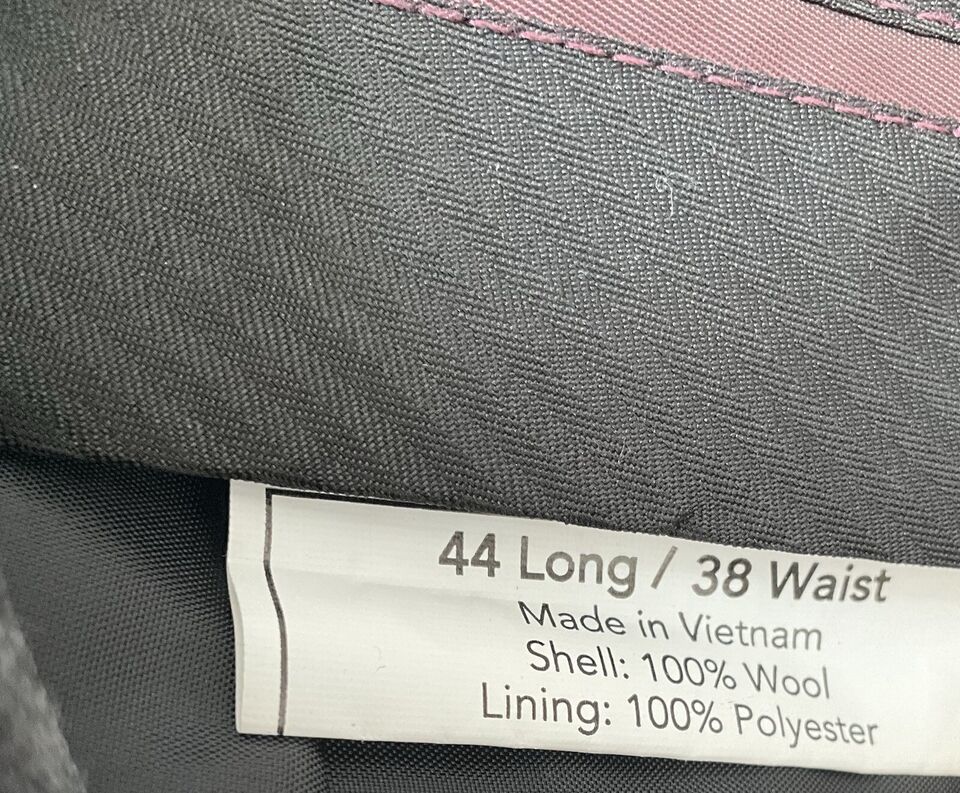 44 Long / 38 Waist
Made in Vietnam
Shell: 100% Wool
Lining: 100% Polyester